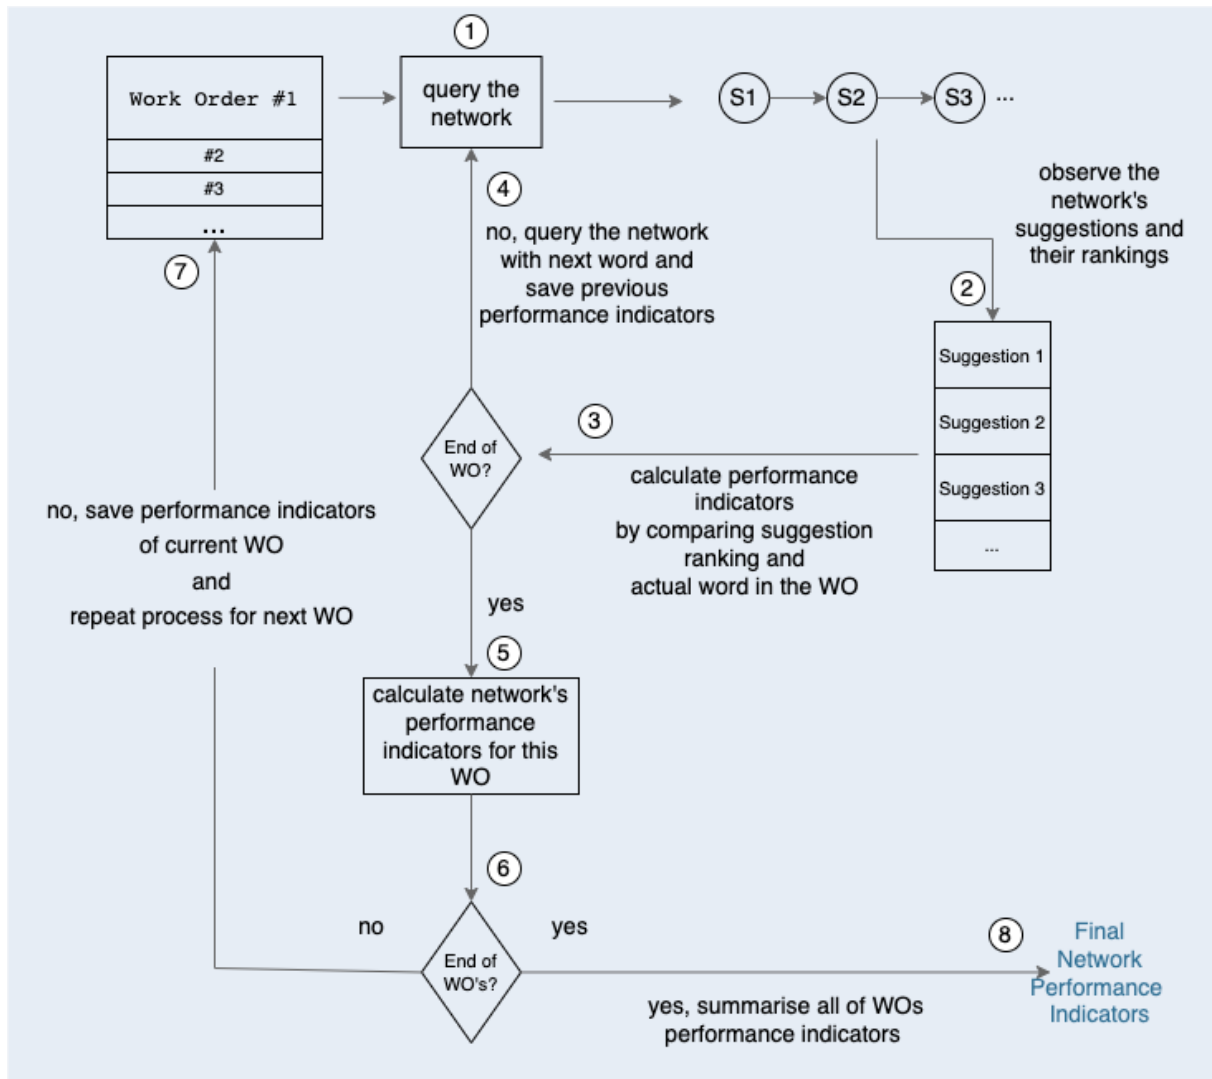 1
Work Order #1
#2
#3
...
query the
network
S1
S2
S3
...
observe the
network's
suggestions and
their rankings
2
Suggestion 1
Suggestion 2
Suggestion 3
...
3
calculate performance
indicators
by comparing suggestion
ranking and
actual word in the WO
End of
WO?
4
no, query the network
with next word and
save previous
performance indicators
yes
5
calculate network's
performance
indicators for this
WO
6
End of
WO's?
no
7
no, save performance indicators
of current WO
and
repeat process for next WO
yes
yes, summarise all of WOs
performance indicators
8
Final
Network
Performance
Indicators